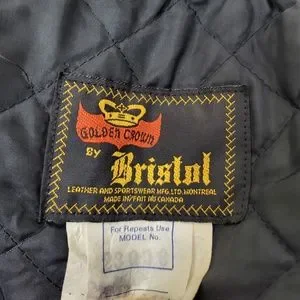 GOLDEN CROWN
BY Bristol
LEATHER AND SPORTSWEAR MFG. LTD. MONTREAL
MADE IN/FAIT AU CANADA
For Repeats Use
MODEL No.